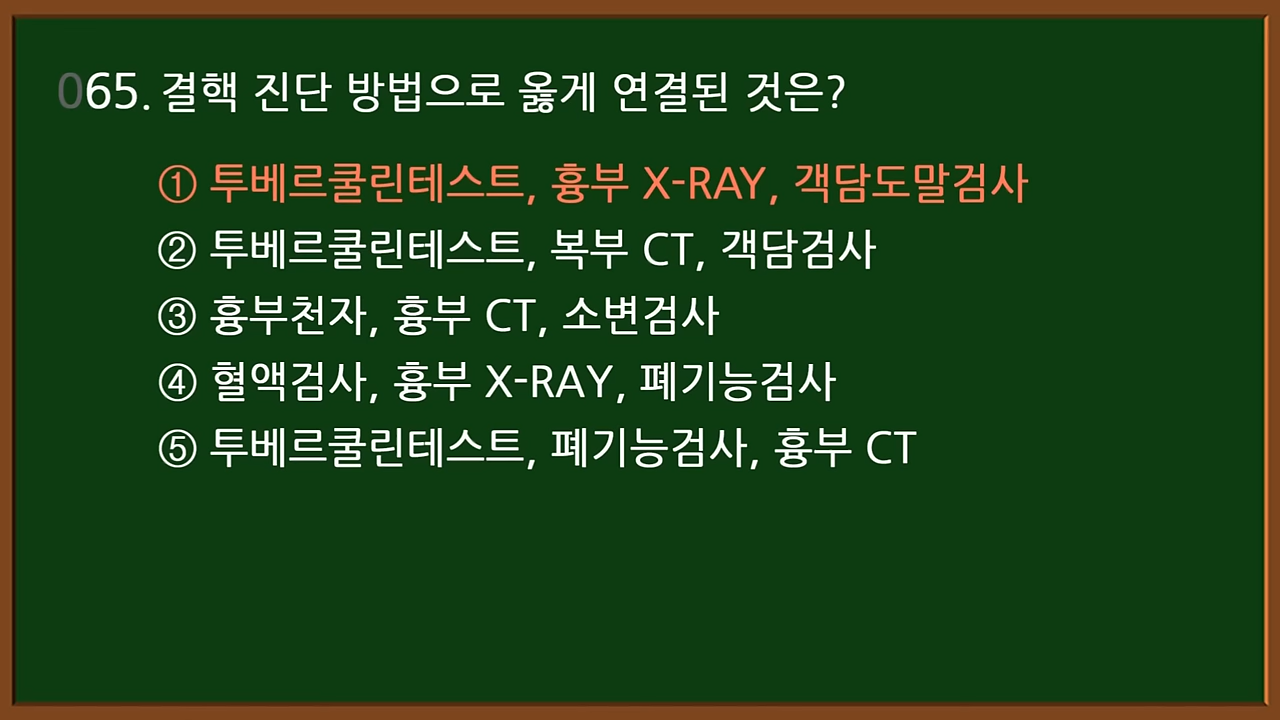 065. 결핵 진단 방법으로 옳게 연결된 것은?
① 투베르쿨린테스트, 흉부 X-RAY, 객담도말검사
② 투베르쿨린테스트, 복부 CT, 객담검사
③ 흉부천자, 흉부 CT, 소변검사
④ 혈액검사, 흉부 X-RAY, 폐기능검사
⑤ 투베르쿨린테스트, 폐기능검사, 흉부 CT